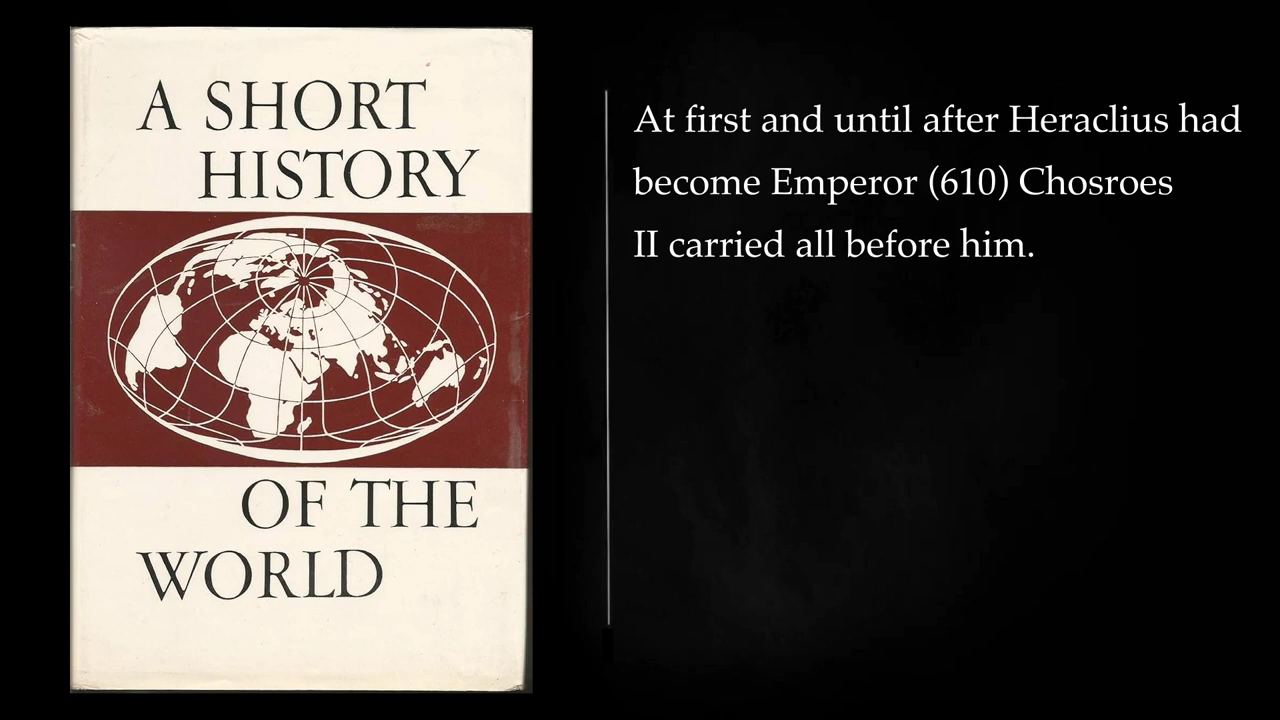 A SHORT
HISTORY
OF THE
WORLD
At first and until after Heraclius had
become Emperor (610) Chosroes
II carried all before him.